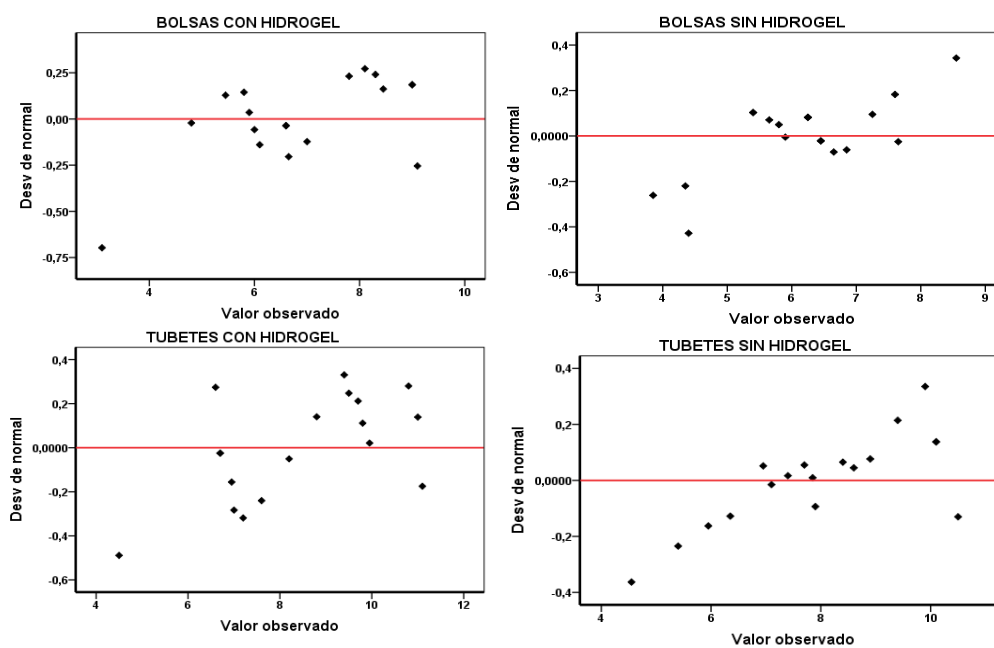 BOLSAS CON HIDROGEL
Desv de normal
0,25
0,00
-0,25
-0,50
-0,75
4 6 8 10
Valor observado
BOLSAS SIN HIDROGEL
Desv de normal
0,4
0,2
0,0000
-0,2
-0,4
-0,6
3 4 5 6 7 8 9
Valor observado
TUBETES CON HIDROGEL
Desv de normal
0,4
0,2
0,0000
-0,2
-0,4
-0,6
4 6 8 10 12
Valor observado
TUBETES SIN HIDROGEL
Desv de normal
0,4
0,2
0,0000
-0,2
-0,4
4 6 8 10
Valor observado